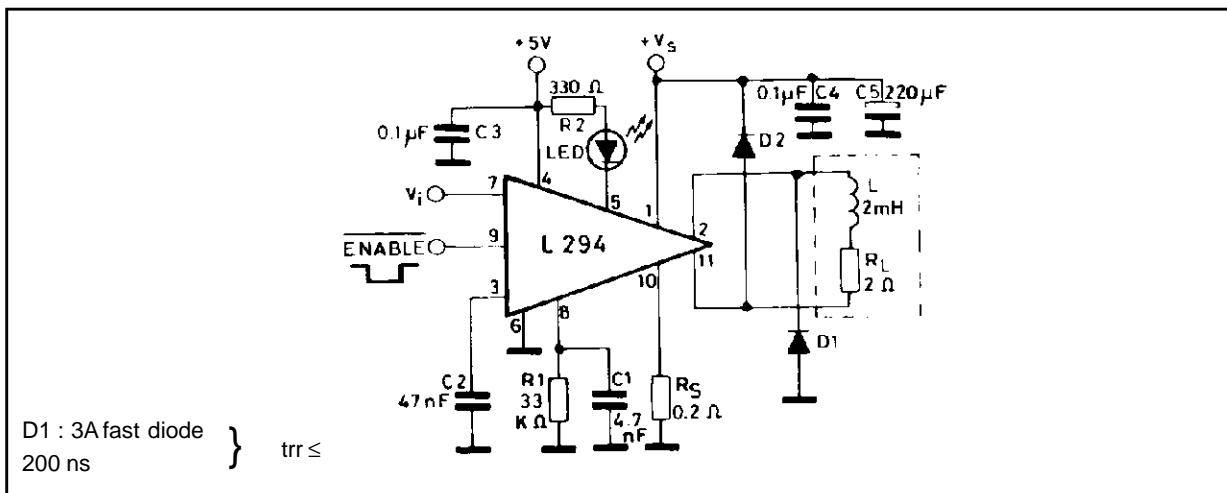 +5V
+Vs
330 Ω
R2
0.1µF C3
LED
0.1µF C4
C5 220µF
D2
Vi
7
4
5
1
2
11
L
2mH
ENABLE
9
L 294
RL
2 Ω
10
3
6
8
D1
C2
47nF
R1
33
KΩ
C1
4.7
nF
RS
0.2 Ω
D1 : 3A fast diode
200 ns } trr ≤